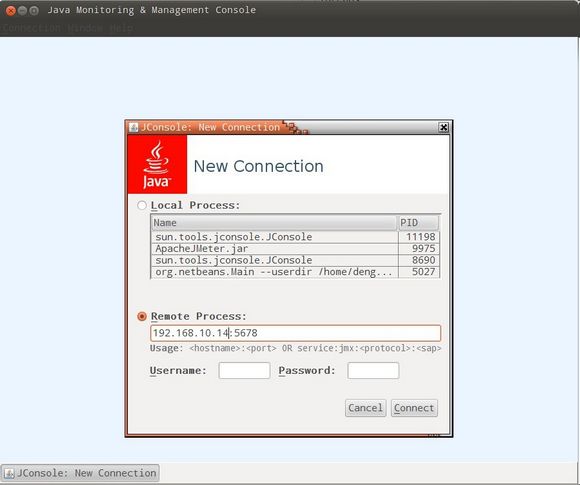 Java Monitoring & Management Console
Connection Window Help
JConsole: New Connection
Java™
New Connection
Local Process:
Name PID
sun.tools.jconsole.JConsole 11198
ApacheJMeter.jar 9975
sun.tools.jconsole.JConsole 8690
org.netbeans.Main --userdir /home/deng... 5027
Remote Process:
192.168.10.14:5678
Usage: <hostname>:<port> OR service:jmx:<protocol>:<sap>
Username: Password:
Cancel Connect
JConsole: New Connection